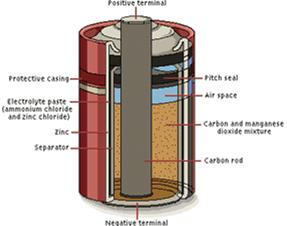 Positive terminal
Protective casing
Electrolyte paste
(ammonium chloride
and zinc chloride)
Zinc
Separator
Pitch seal
Air space
Carbon and manganese
dioxide mixture
Carbon rod
Negative terminal